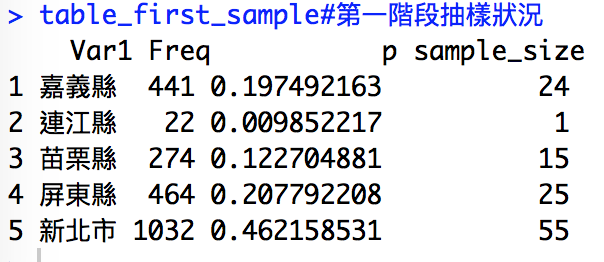 > table_first_sample#第一階段抽樣狀況
Var1 Freq p sample_size
1 嘉義縣 441 0.197492163 24
2 連江縣 22 0.009852217 1
3 苗栗縣 274 0.122704881 15
4 屏東縣 464 0.207792208 25
5 新北市 1032 0.462158531 55